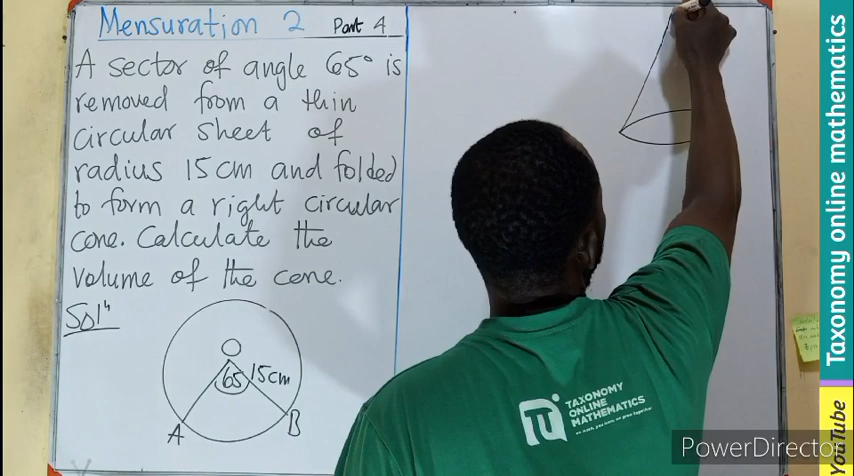 Mensuration 2 Part 4
A sector of angle 65° is
removed from a thin
circular sheet of
radius 15 cm and folded
to form a right circular
cone. Calculate the
volume of the cone.
Solⁿ
O
65 15cm
A B
TAXONOMY
ONLINE
MATHEMATICS
PowerDirector
Taxonomy online mathematics
YouTube